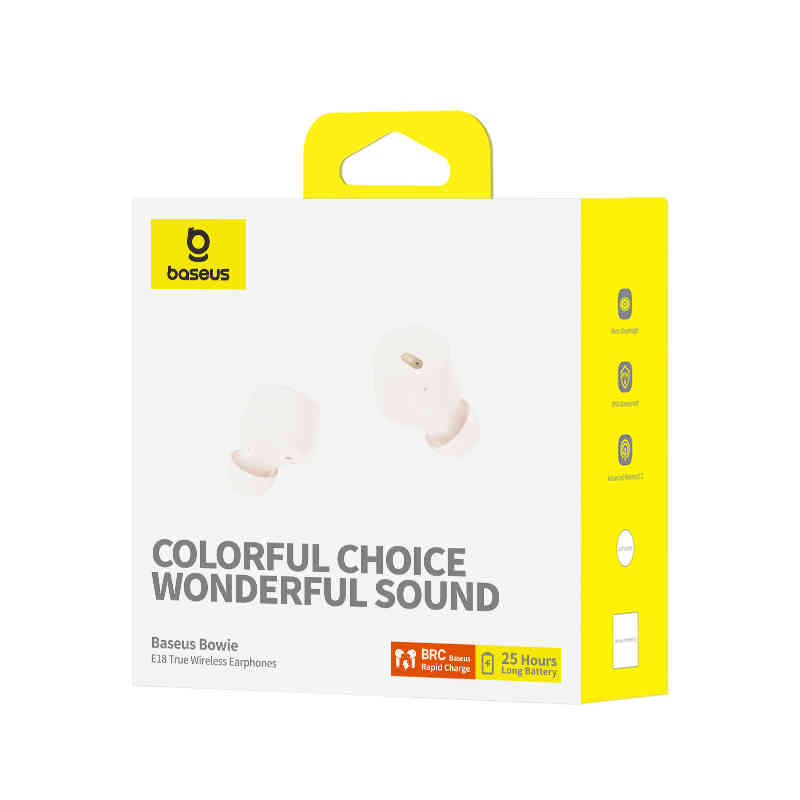 baseus
COLORFUL CHOICE
WONDERFUL SOUND
Baseus Bowie
E18 True Wireless Earphones
BRC Baseus
Rapid Charge
25 Hours
Long Battery